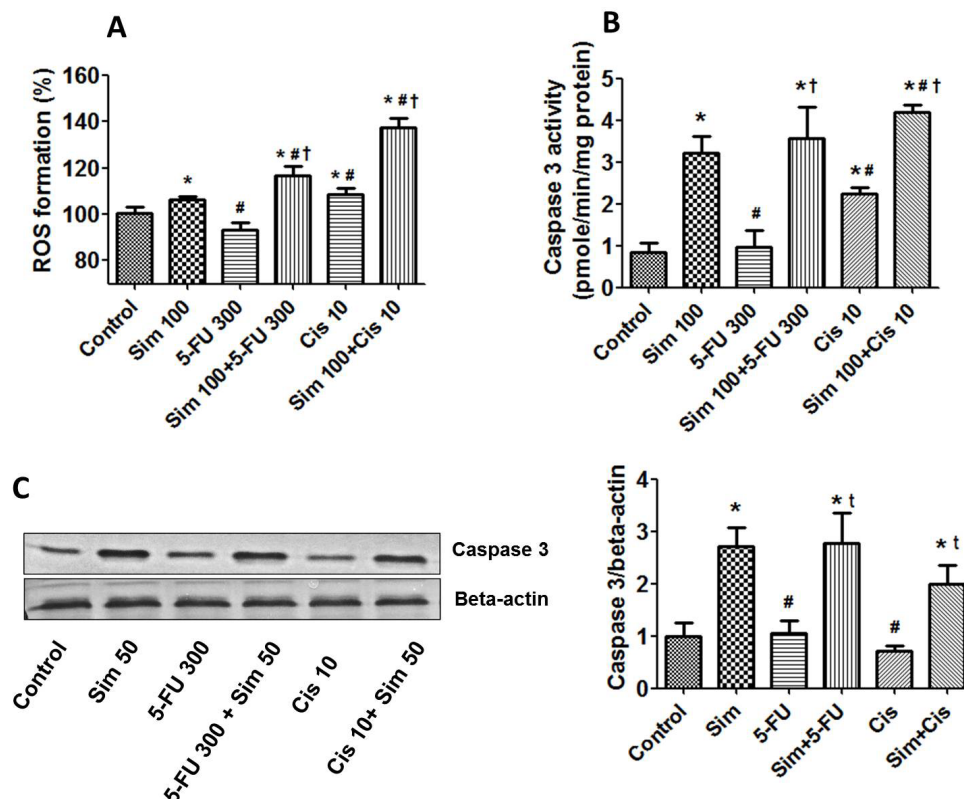 A
ROS formation (%)
160
140
120
100
80
*
#
* # †
* #
* # †
Control
Sim 100
5-FU 300
Sim 100+5-FU 300
Cis 10
Sim 100+Cis 10
B
Caspase 3 activity
(pmole/min/mg protein)
5
4
3
2
1
0
*
#
* †
* #
* # †
Control
Sim 100
5-FU 300
Sim 100+5-FU 300
Cis 10
Sim 100+Cis 10
C
Caspase 3
Beta-actin
Control
Sim 50
5-FU 300
5-FU 300 + Sim 50
Cis 10
Cis 10+ Sim 50
Caspase 3/beta-actin
4
3
2
1
0
*
#
* t
#
* t
Control
Sim
5-FU
Sim+5-FU
Cis
Sim+Cis